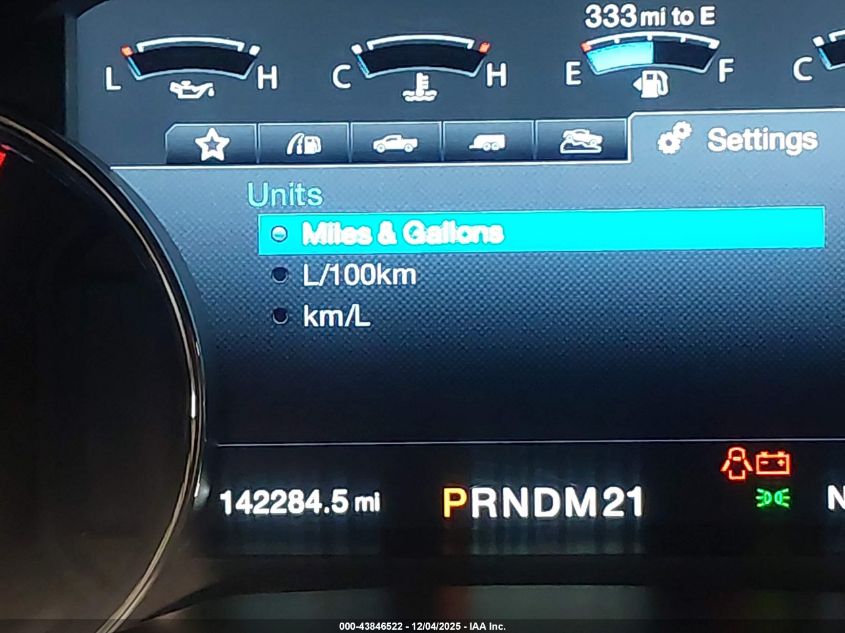 333 mi to E
L H C H E F C
Settings
Units
Miles & Gallons
L/100km
km/L
142284.5 mi PRNDM21 N
000-43846522 - 12/04/2025 - IAA Inc.